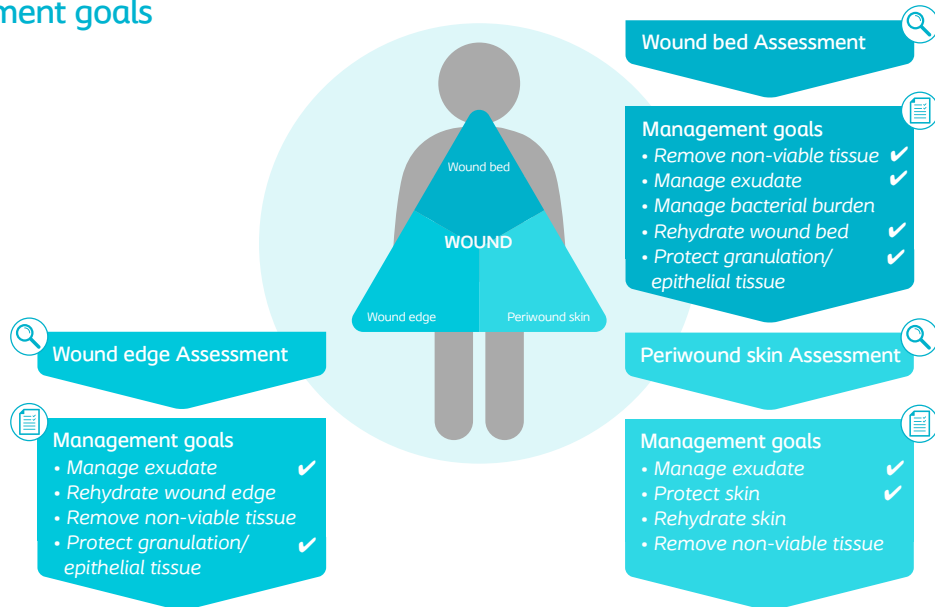 ment goals
Wound bed Assessment
Management goals
• Remove non-viable tissue ✔
• Manage exudate ✔
• Manage bacterial burden
• Rehydrate wound bed ✔
• Protect granulation/ ✔
epithelial tissue
Wound bed
WOUND
Wound edge
Periwound skin
Wound edge Assessment
Management goals
• Manage exudate ✔
• Rehydrate wound edge
• Remove non-viable tissue
• Protect granulation/ ✔
epithelial tissue
Periwound skin Assessment
Management goals
• Manage exudate ✔
• Protect skin ✔
• Rehydrate skin
• Remove non-viable tissue